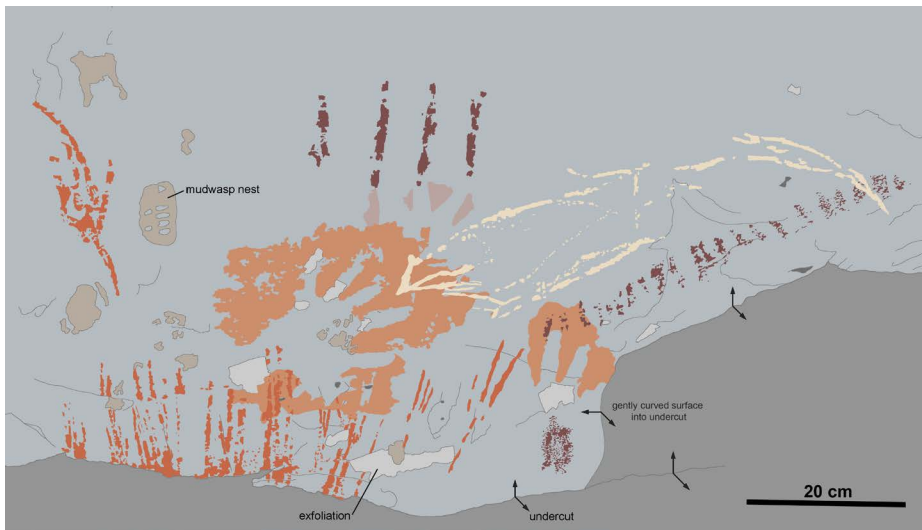 mudwasp nest
gently curved surface
into undercut
20 cm
exfoliation
undercut